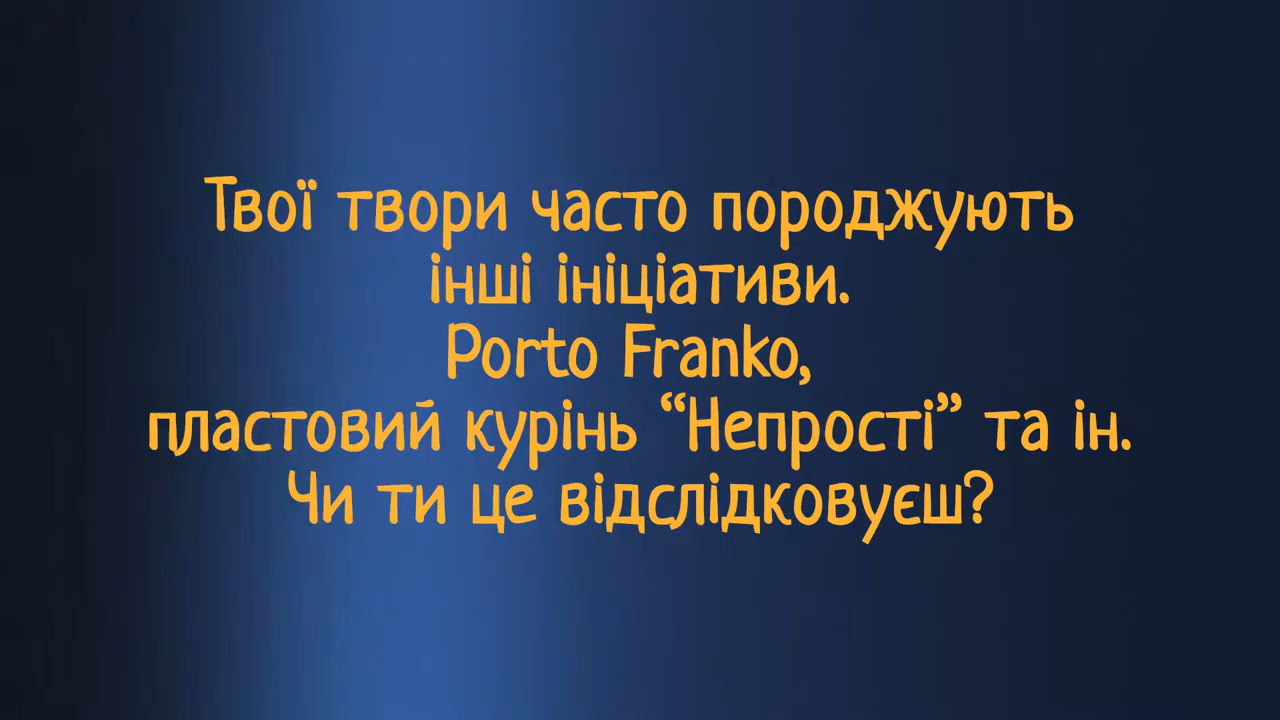 Твої твори часто породжують
інші ініціативи.
Porto Franko,
пластовий курінь “Непрості” та ін.
Чи ти це відслідковуєш?